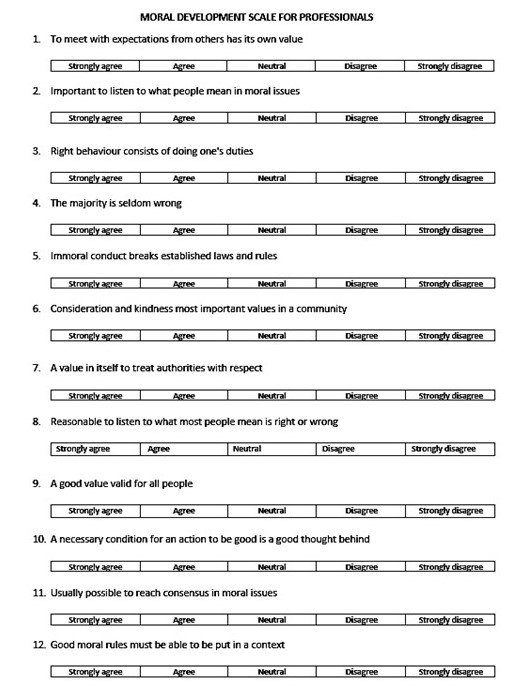 MORAL DEVELOPMENT SCALE FOR PROFESSIONALS
1. To meet with expectations from others has its own value
Strongly agree Agree Neutral Disagree Strongly disagree
2. Important to listen to what people mean in moral issues
Strongly agree Agree Neutral Disagree Strongly disagree
3. Right behaviour consists of doing one's duties
Strongly agree Agree Neutral Disagree Strongly disagree
4. The majority is seldom wrong
Strongly agree Agree Neutral Disagree Strongly disagree
5. Immoral conduct breaks established laws and rules
Strongly agree Agree Neutral Disagree Strongly disagree
6. Consideration and kindness most important values in a community
Strongly agree Agree Neutral Disagree Strongly disagree
7. A value in itself to treat authorities with respect
Strongly agree Agree Neutral Disagree Strongly disagree
8. Reasonable to listen to what most people mean is right or wrong
Strongly agree Agree Neutral Disagree Strongly disagree
9. A good value valid for all people
Strongly agree Agree Neutral Disagree Strongly disagree
10. A necessary condition for an action to be good is a good thought behind
Strongly agree Agree Neutral Disagree Strongly disagree
11. Usually possible to reach consensus in moral issues
Strongly agree Agree Neutral Disagree Strongly disagree
12. Good moral rules must be able to be put in a context
Strongly agree Agree Neutral Disagree Strongly disagree